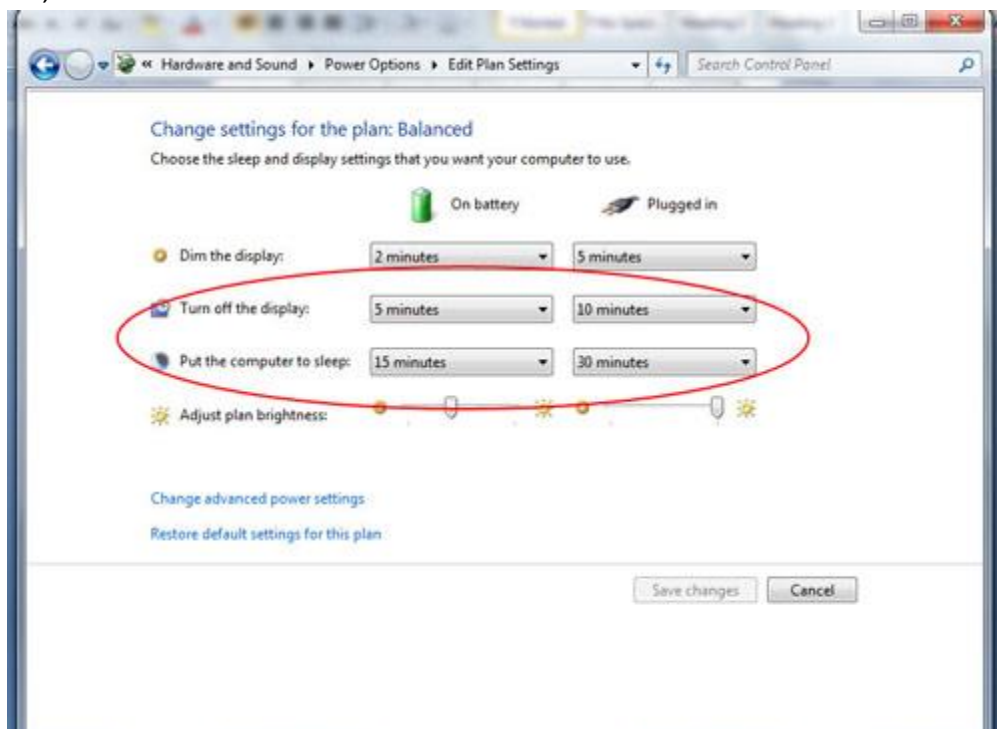 « Hardware and Sound ▸ Power Options ▸ Edit Plan Settings Search Control Panel
Change settings for the plan: Balanced
Choose the sleep and display settings that you want your computer to use.
On battery Plugged in
Dim the display: 2 minutes 5 minutes
Turn off the display: 5 minutes 10 minutes
Put the computer to sleep: 15 minutes 30 minutes
Adjust plan brightness:
Change advanced power settings
Restore default settings for this plan
Save changes Cancel